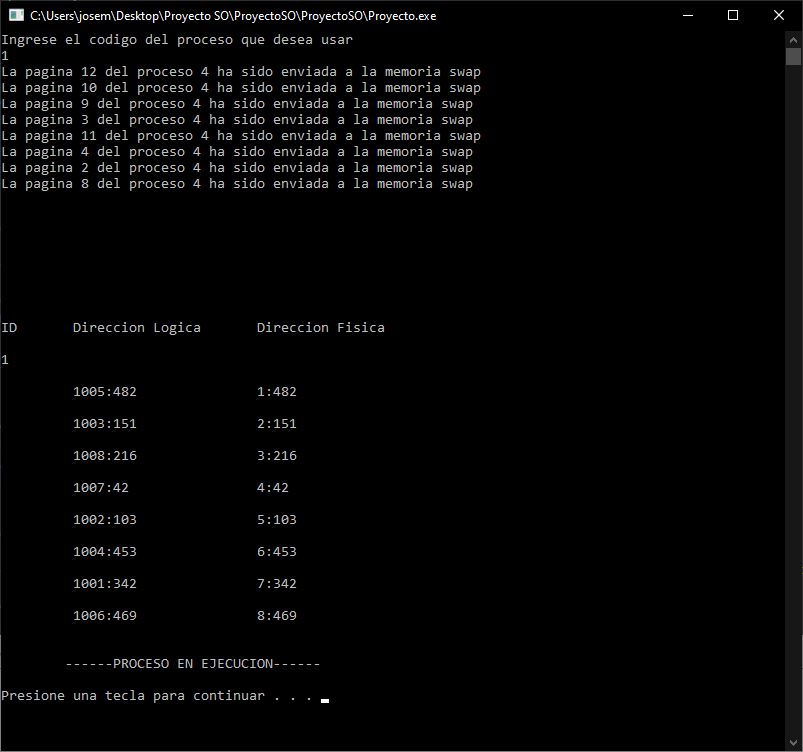 C:\Users\josem\Desktop\Proyecto SO\ProyectoSO\ProyectoSO\Proyecto.exe
Ingrese el codigo del proceso que desea usar
1
La pagina 12 del proceso 4 ha sido enviada a la memoria swap
La pagina 10 del proceso 4 ha sido enviada a la memoria swap
La pagina 9 del proceso 4 ha sido enviada a la memoria swap
La pagina 3 del proceso 4 ha sido enviada a la memoria swap
La pagina 11 del proceso 4 ha sido enviada a la memoria swap
La pagina 4 del proceso 4 ha sido enviada a la memoria swap
La pagina 2 del proceso 4 ha sido enviada a la memoria swap
La pagina 8 del proceso 4 ha sido enviada a la memoria swap
ID Direccion Logica Direccion Fisica
1
1005:482 1:482
1003:151 2:151
1008:216 3:216
1007:42 4:42
1002:103 5:103
1004:453 6:453
1001:342 7:342
1006:469 8:469
------PROCESO EN EJECUCION------
Presione una tecla para continuar . . .